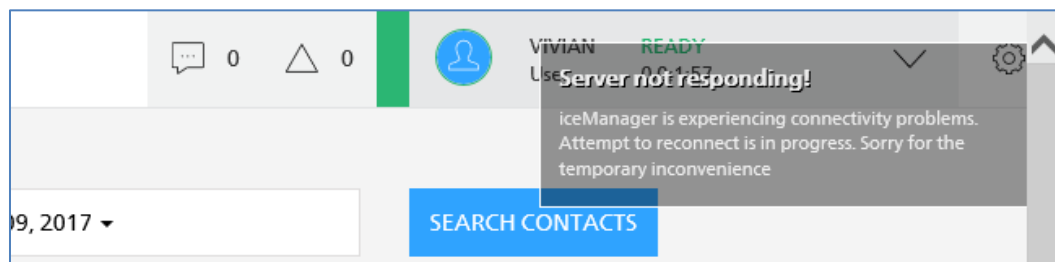 0 0 VIVIAN READY
Use
Server not responding!
iceManager is experiencing connectivity problems.
Attempt to reconnect is in progress. Sorry for the
temporary inconvenience
09, 2017
SEARCH CONTACTS